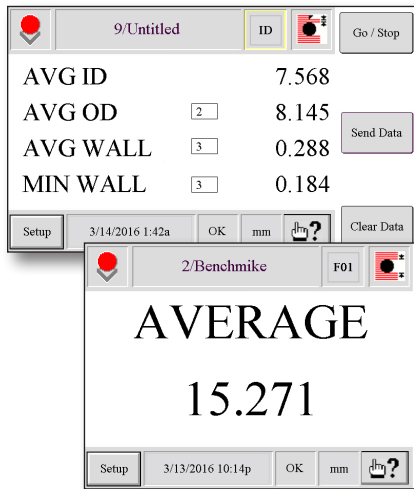 9/Untitled ID Go / Stop
AVG ID 7.568
AVG OD 2 8.145
Send Data
AVG WALL 3 0.288
MIN WALL 3 0.184
Setup 3/14/2016 1:42a OK mm ? Clear Data
2/Benchmike F01
AVERAGE
15.271
Setup 3/13/2016 10:14p OK mm ?